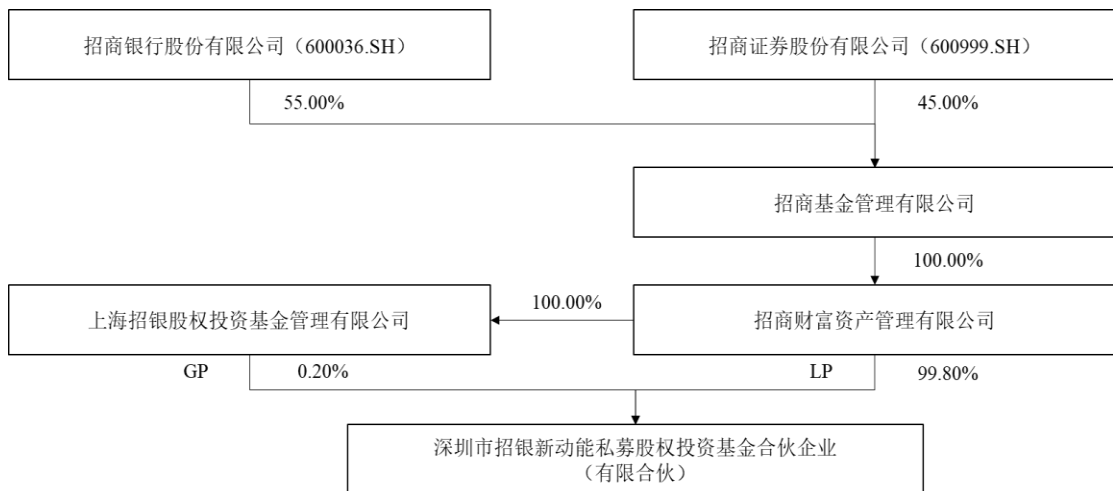 招商银行股份有限公司（600036.SH）
招商证券股份有限公司（600999.SH）
55.00%
45.00%
招商基金管理有限公司
100.00%
上海招银股权投资基金管理有限公司
100.00%
招商财富资产管理有限公司
GP
0.20%
LP
99.80%
深圳市招银新动能私募股权投资基金合伙企业
（有限合伙）